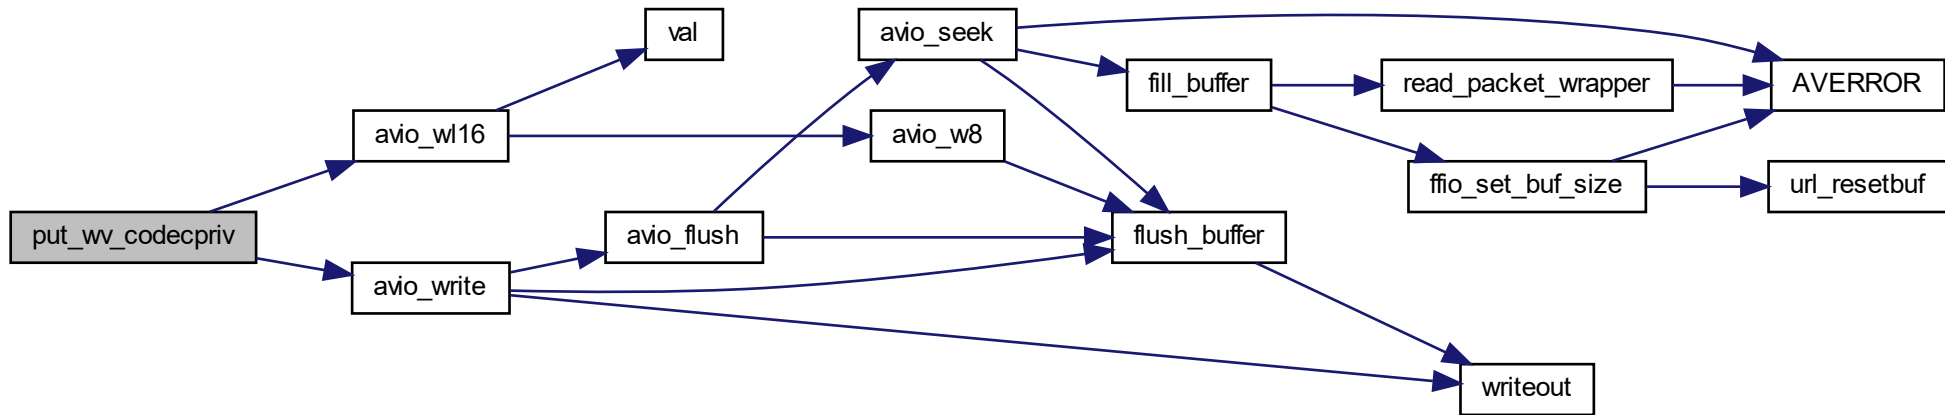 val
avio_seek
fill_buffer
read_packet_wrapper
AVERROR
avio_wl16
avio_w8
ffio_set_buf_size
url_resetbuf
put_wv_codecpriv
avio_flush
flush_buffer
avio_write
writeout